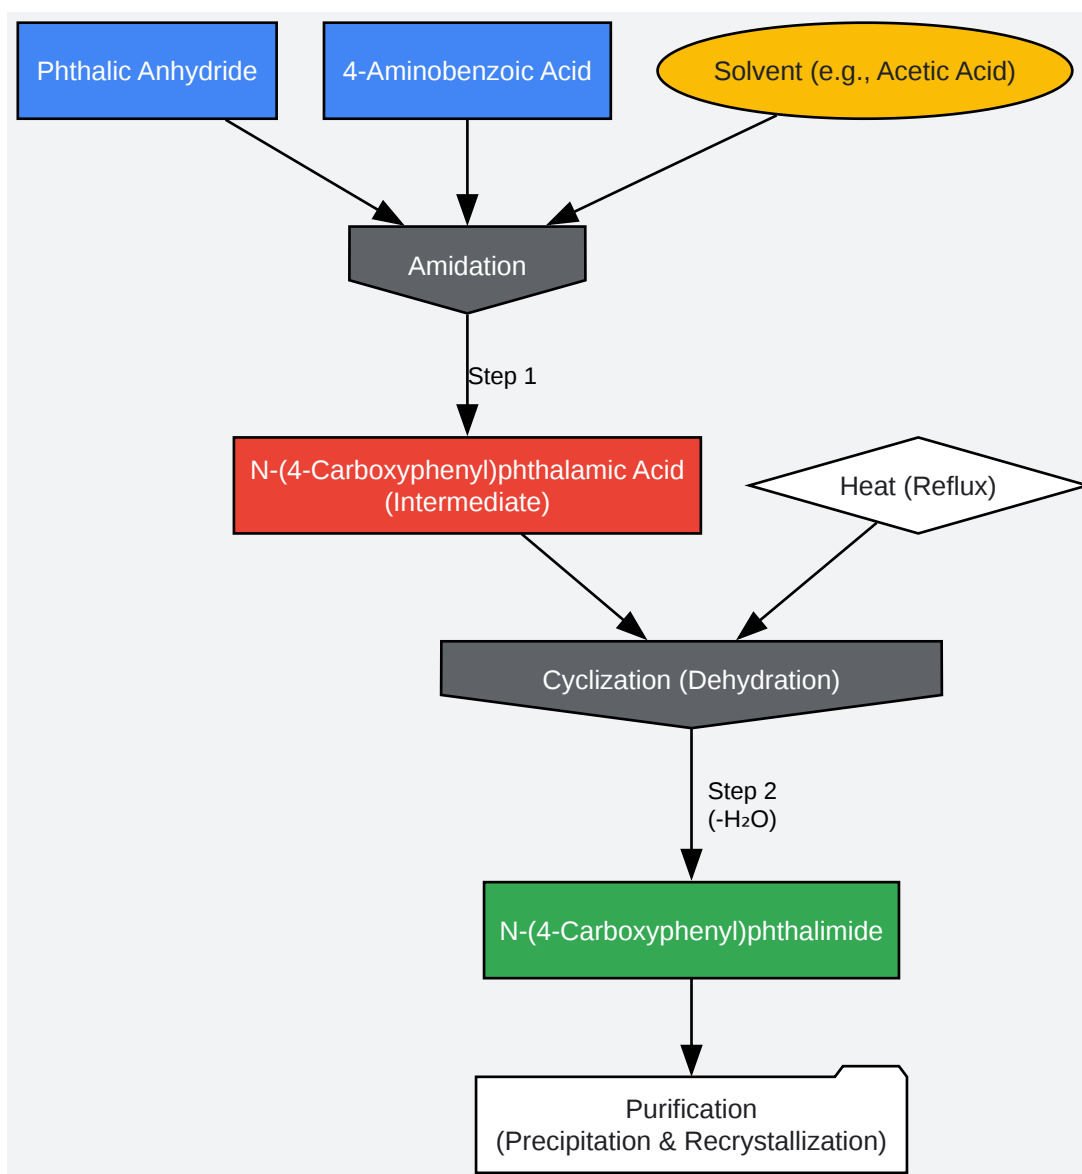 Phthalic Anhydride
4-Aminobenzoic Acid
Solvent (e.g., Acetic Acid)
Amidation
Step 1
N-(4-Carboxyphenyl)phthalamic Acid
(Intermediate)
Heat (Reflux)
Cyclization (Dehydration)
Step 2
(-H₂O)
N-(4-Carboxyphenyl)phthalimide
Purification
(Precipitation & Recrystallization)